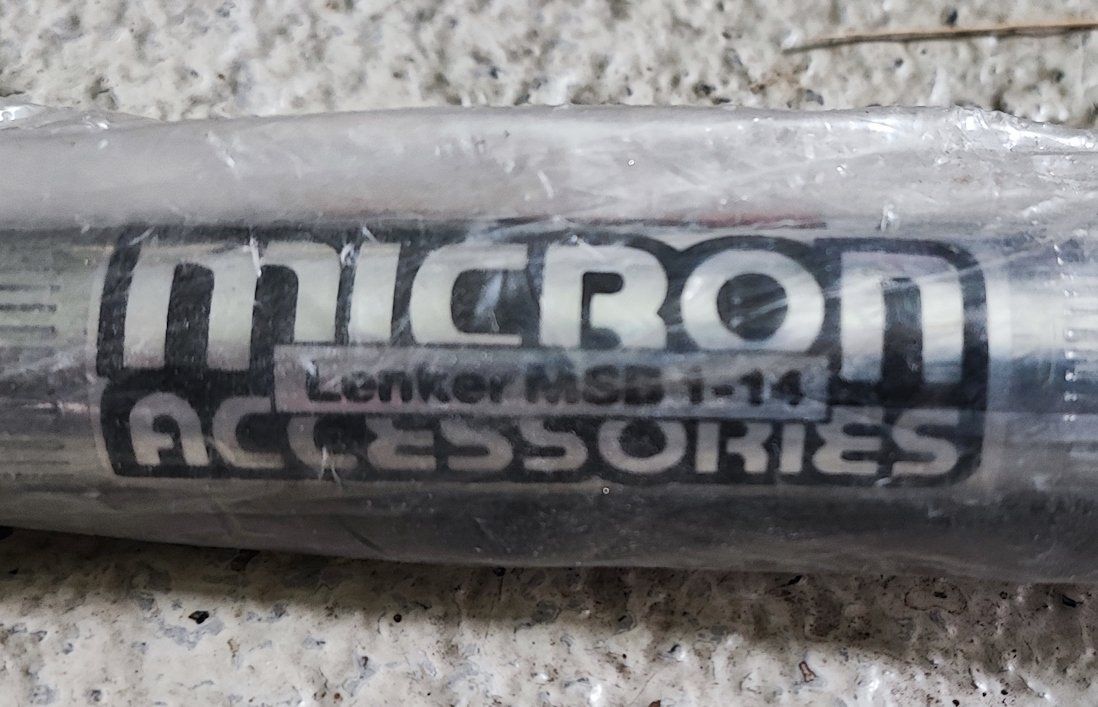 MICRON
Lenker MSB 1-14
ACCESSORIES